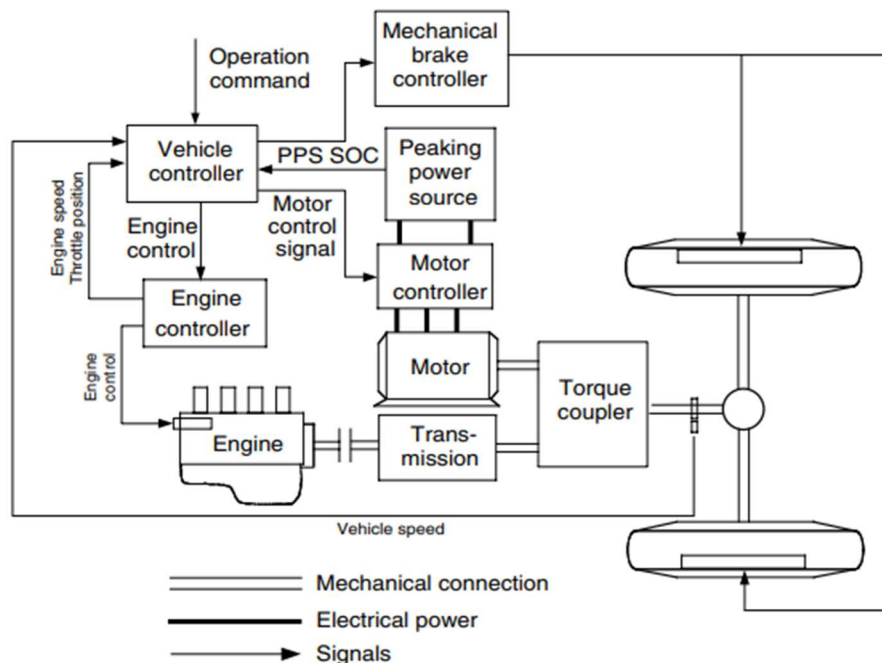 Operation
command
Mechanical
brake
controller
Vehicle
controller
PPS SOC
Peaking
power
source
Engine speed
Throttle position
Engine
control
Motor
control
signal
Motor
controller
Engine
controller
Engine
control
Motor
Torque
coupler
Engine
Trans-
mission
Vehicle speed
Mechanical connection
Electrical power
Signals